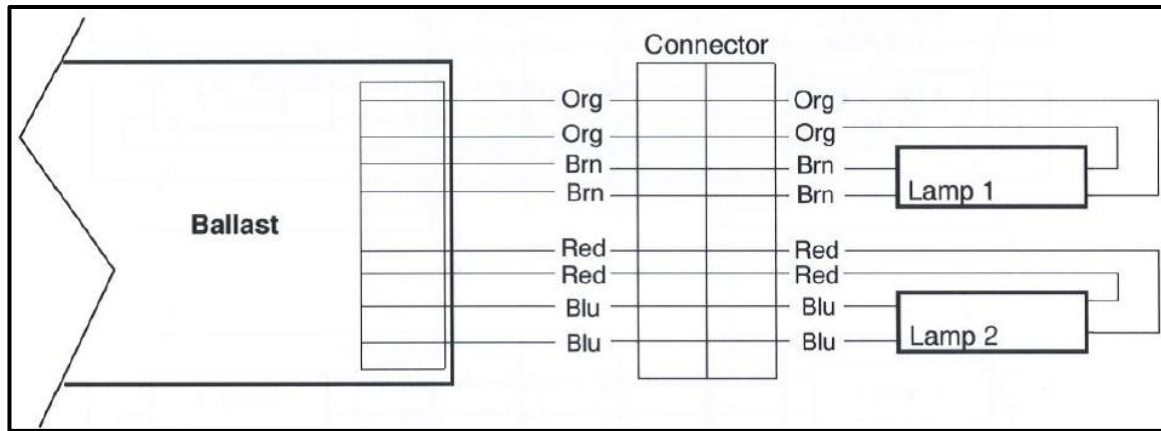 Connector
Org Org
Org Org
Brn Brn
Brn Brn
Lamp 1
Ballast
Red Red
Red Red
Blu Blu
Blu Blu
Lamp 2